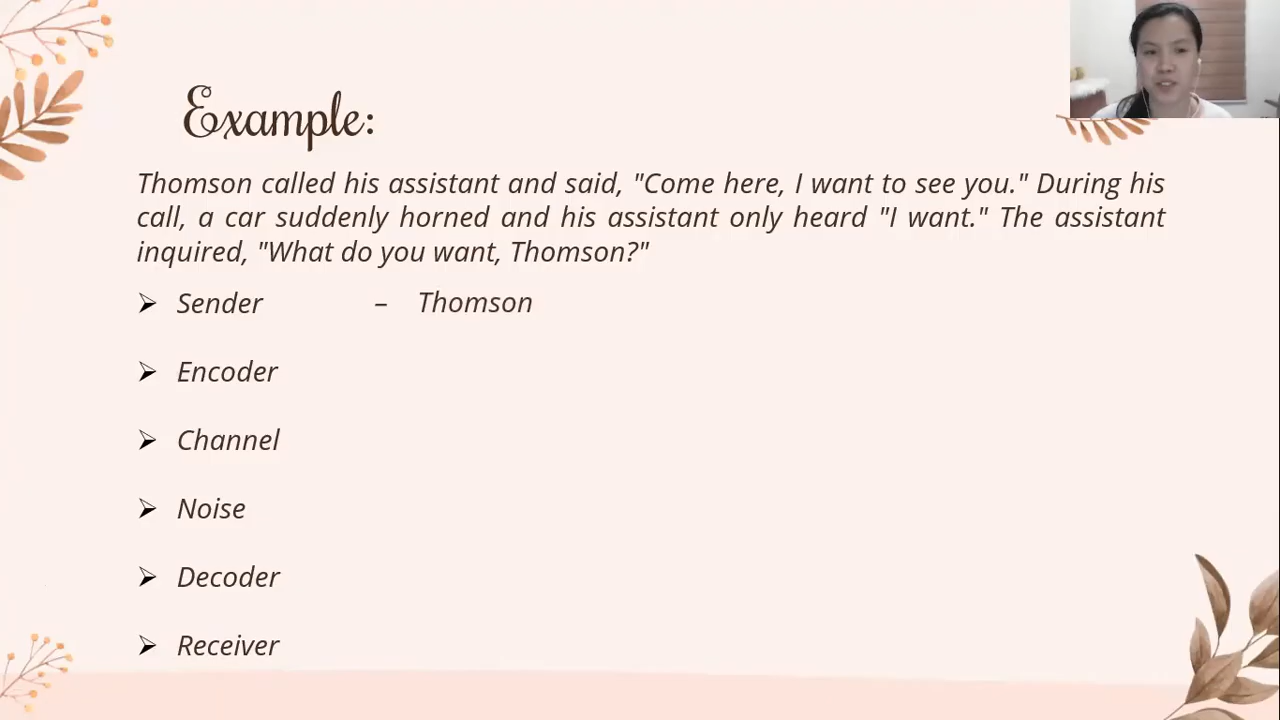 Example:
Thomson called his assistant and said, "Come here, I want to see you." During his
call, a car suddenly horned and his assistant only heard "I want." The assistant
inquired, "What do you want, Thomson?"
➢ Sender – Thomson
➢ Encoder
➢ Channel
➢ Noise
➢ Decoder
➢ Receiver